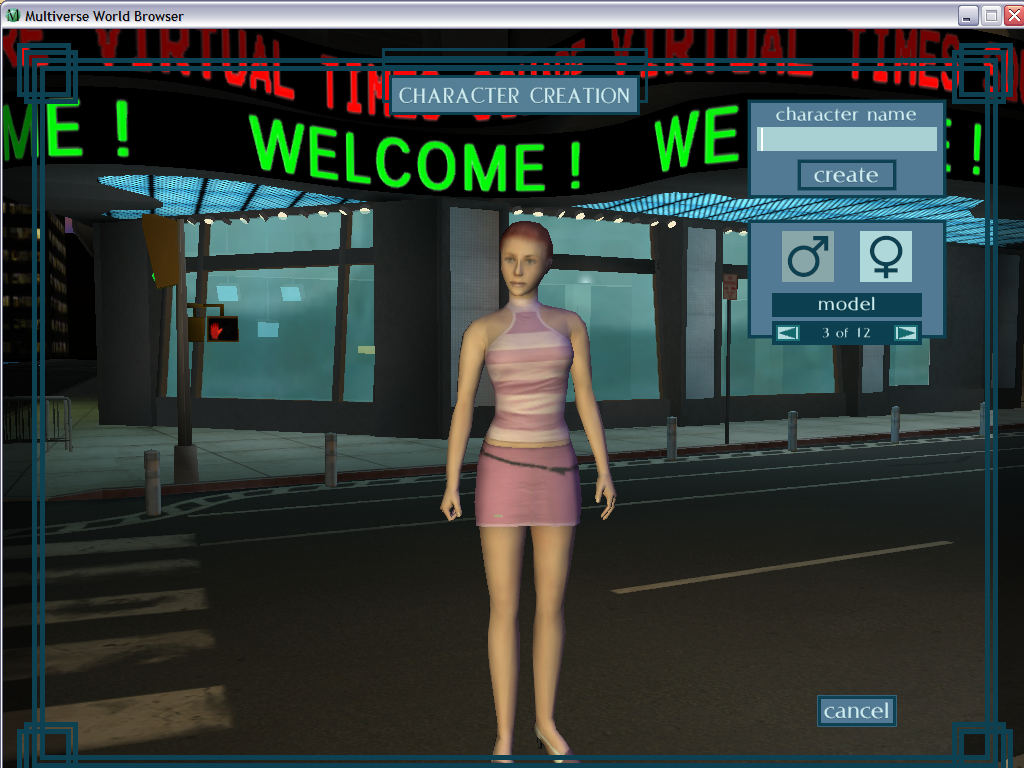 Multiverse World Browser
VIRTUAL TIMES
VIRTUAL TIMES
ME !
WELCOME !
WE
!
CHARACTER CREATION
character name
create
model
3 of 12
cancel